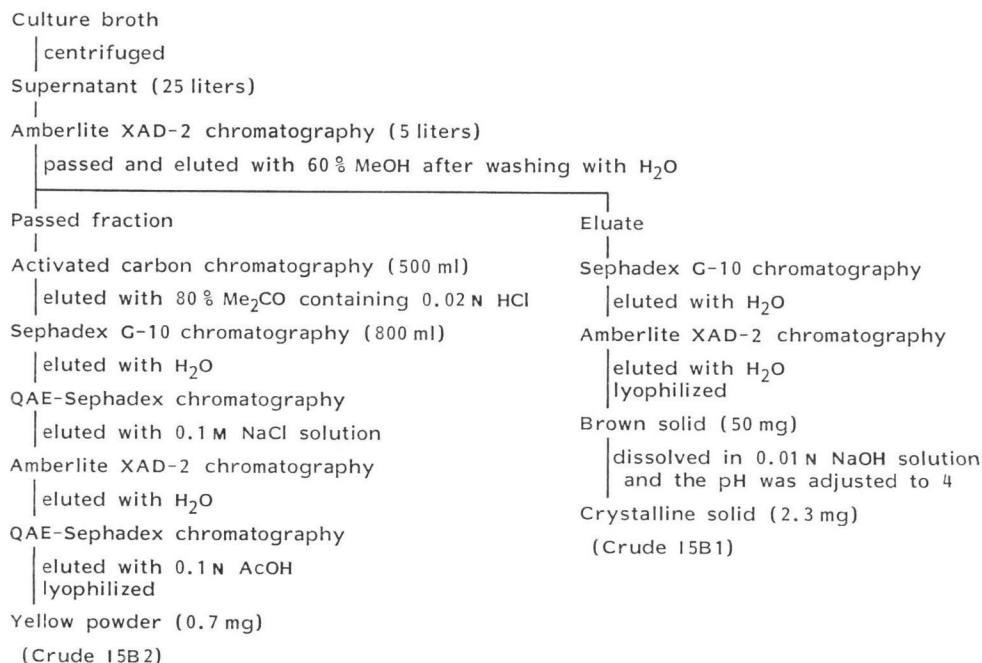 Culture broth
centrifuged
Supernatant (25 liters)
Amberlite XAD-2 chromatography (5 liters)
passed and eluted with 60 % MeOH after washing with H₂O
Passed fraction
Activated carbon chromatography (500 ml)
eluted with 80 % Me₂CO containing 0.02 N HCl
Sephadex G-10 chromatography (800 ml)
eluted with H₂O
QAE-Sephadex chromatography
eluted with 0.1 M NaCl solution
Amberlite XAD-2 chromatography
eluted with H₂O
QAE-Sephadex chromatography
eluted with 0.1 N AcOH
lyophilized
Yellow powder (0.7 mg)
(Crude I5B2)
Eluate
Sephadex G-10 chromatography
eluted with H₂O
Amberlite XAD-2 chromatography
eluted with H₂O
lyophilized
Brown solid (50 mg)
dissolved in 0.01 N NaOH solution
and the pH was adjusted to 4
Crystalline solid (2.3 mg)
(Crude I5B1)